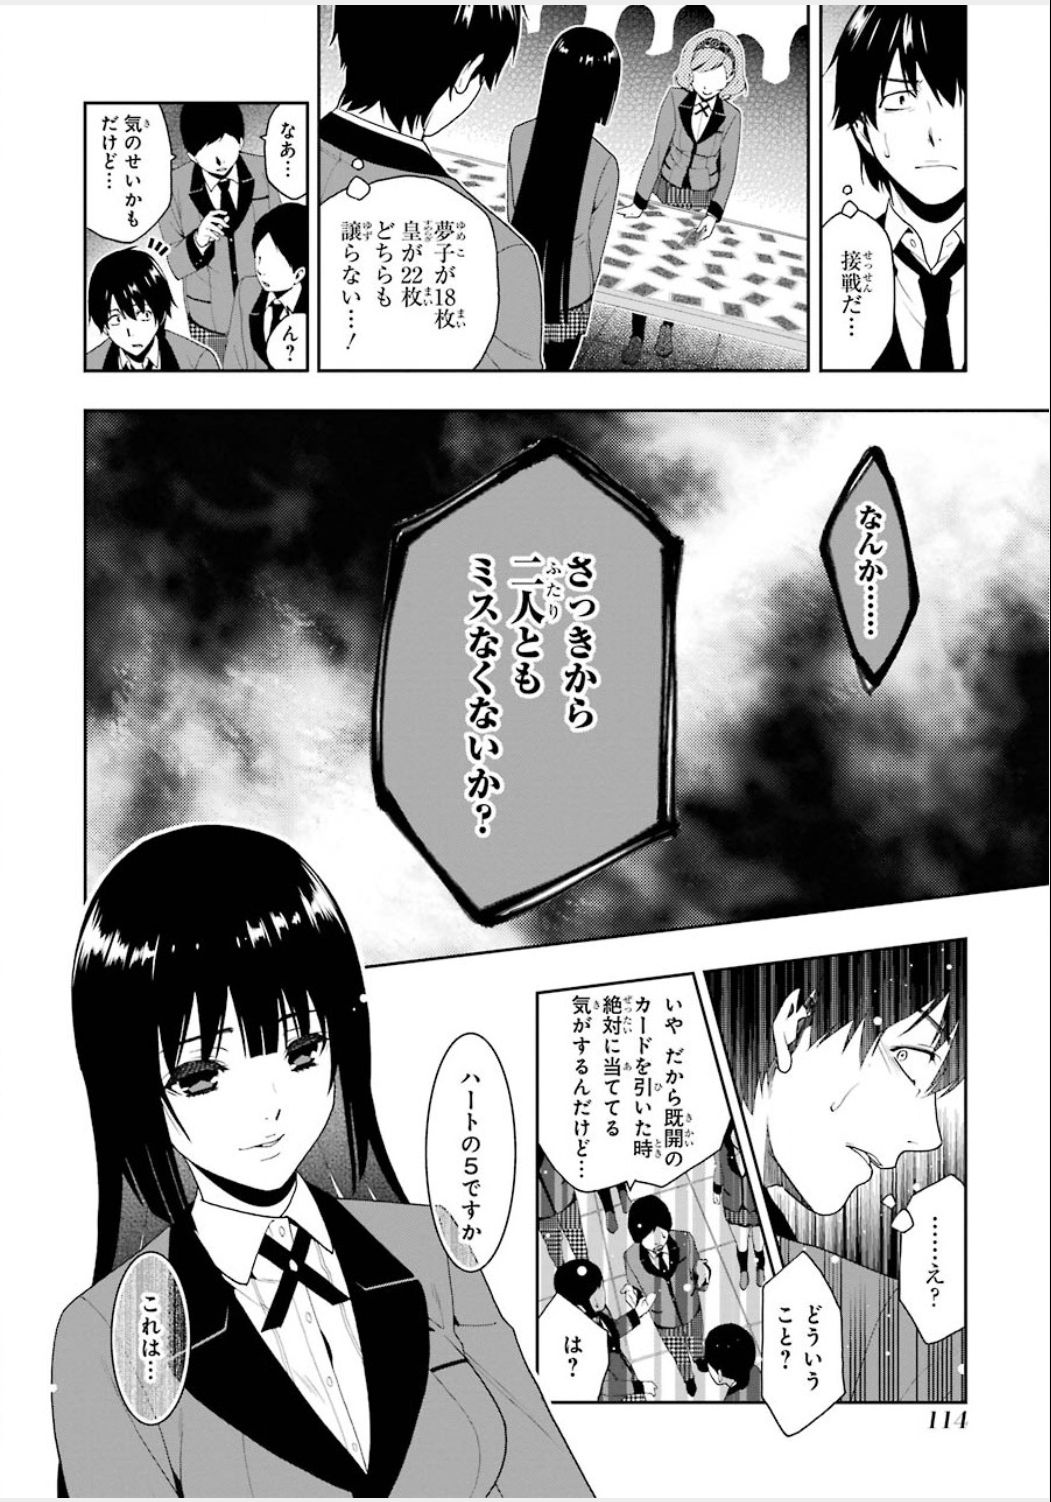 接戦だ…
夢子が18枚
皇が22枚
どちらも
譲らない…！
なあ…
気のせいかも
だけど…
ん？
なんか……
さっきから
二人とも
ミスなくないか？
……え？
どういう
こと？
いや だから既開の
カードを引いた時
絶対に当ててる
気がするんだけど…
は？
ハートの5ですか
これは…
114